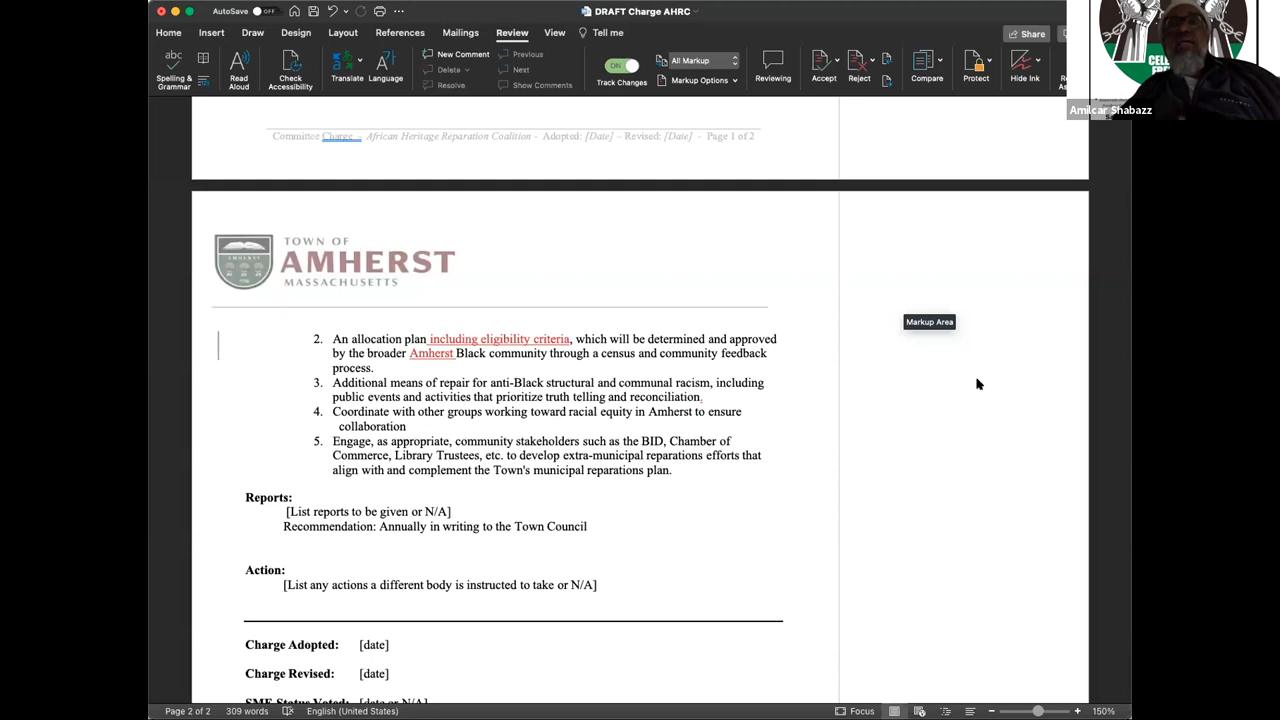 AutoSave OFF DRAFT Charge AHRC
Home Insert Draw Design Layout References Mailings Review View Tell me Share
Spelling & Grammar
Read Aloud
Check Accessibility
Translate Language
New Comment
Delete
Resolve
Previous
Next
Show Comments
ON
Track Changes
All Markup
Markup Options
Reviewing
Accept Reject
Compare
Protect
Hide Ink
Amilcar Shabazz
Committee Charge – African Heritage Reparation Coalition - Adopted: [Date] – Revised: [Date] - Page 1 of 2
TOWN OF
AMHERST
MASSACHUSETTS
Markup Area
2. An allocation plan including eligibility criteria, which will be determined and approved
by the broader Amherst Black community through a census and community feedback
process.
3. Additional means of repair for anti-Black structural and communal racism, including
public events and activities that prioritize truth telling and reconciliation.
4. Coordinate with other groups working toward racial equity in Amherst to ensure
collaboration
5. Engage, as appropriate, community stakeholders such as the BID, Chamber of
Commerce, Library Trustees, etc. to develop extra-municipal reparations efforts that
align with and complement the Town's municipal reparations plan.
Reports:
[List reports to be given or N/A]
Recommendation: Annually in writing to the Town Council
Action:
[List any actions a different body is instructed to take or N/A]
Charge Adopted: [date]
Charge Revised: [date]
SMF Status Voted: [date or N/A]
Page 2 of 2 309 words English (United States) Focus 150%